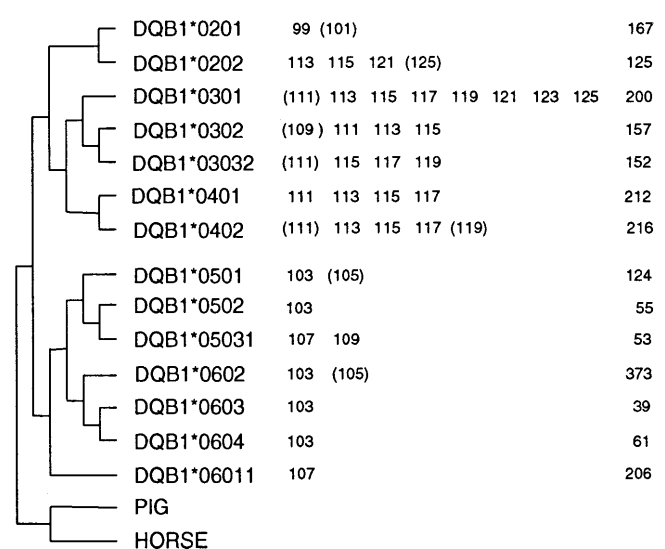 DQB1*0201 99 (101) 167
DQB1*0202 113 115 121 (125) 125
DQB1*0301 (111) 113 115 117 119 121 123 125 200
DQB1*0302 (109) 111 113 115 157
DQB1*03032 (111) 115 117 119 152
DQB1*0401 111 113 115 117 212
DQB1*0402 (111) 113 115 117 (119) 216
DQB1*0501 103 (105) 124
DQB1*0502 103 55
DQB1*05031 107 109 53
DQB1*0602 103 (105) 373
DQB1*0603 103 39
DQB1*0604 103 61
DQB1*06011 107 206
PIG
HORSE